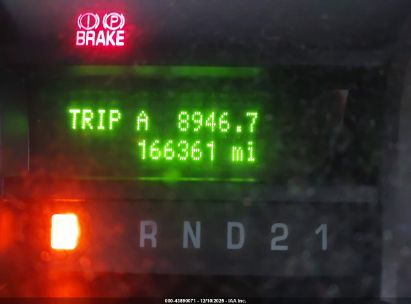 (!) (P)
BRAKE
TRIP A 8946.7
166361 mi
R N D 2 1